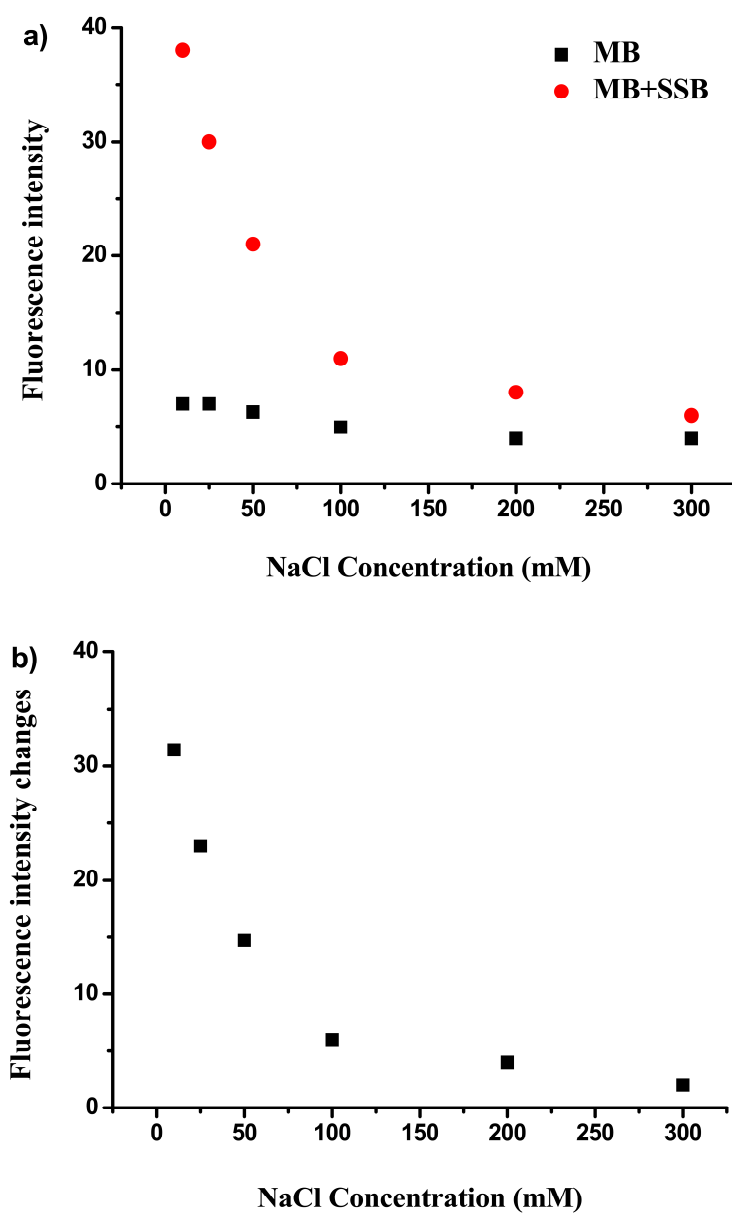 a)
MB
MB+SSB
Fluorescence intensity
40
30
20
10
0
0 50 100 150 200 250 300
NaCl Concentration (mM)
b)
Fluorescence intensity changes
40
30
20
10
0
0 50 100 150 200 250 300
NaCl Concentration (mM)